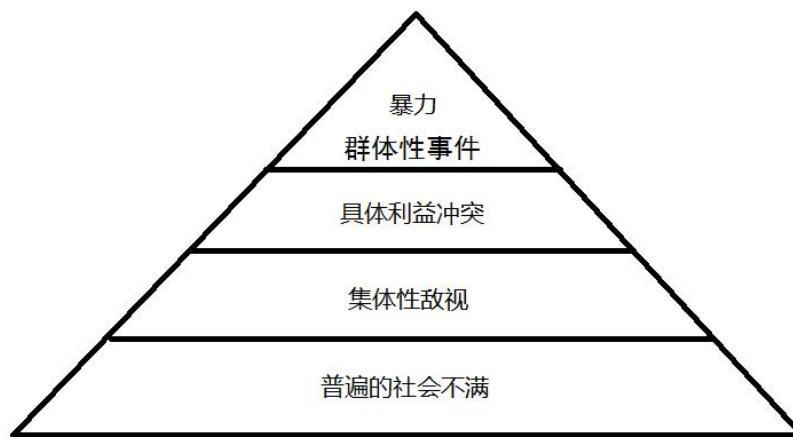 暴力
群体性事件
具体利益冲突
集体性敌视
普遍的社会不满